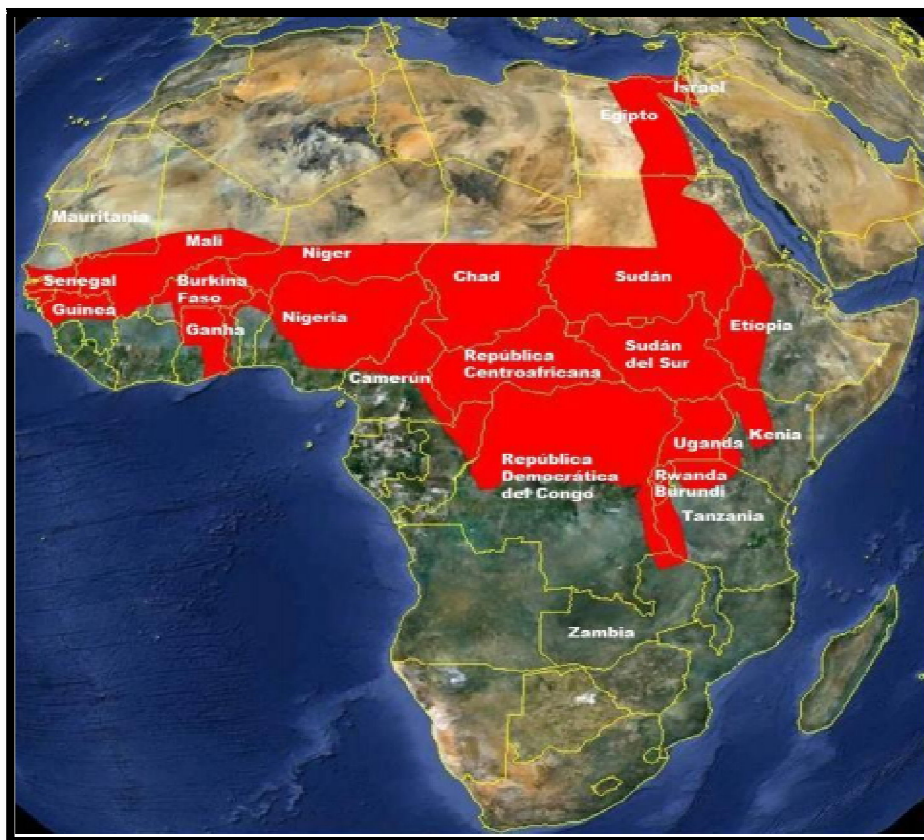 Israel
Egipto
Mauritania
Mali
Niger
Senegal
Burkina
Faso
Chad
Sudán
Guinea
Nigeria
Ganha
Etiopia
República
Centroafricana
Sudán
del Sur
Camerún
Uganda
Kenia
República
Democrática
del Congo
Rwanda
Burundi
Tanzania
Zambia